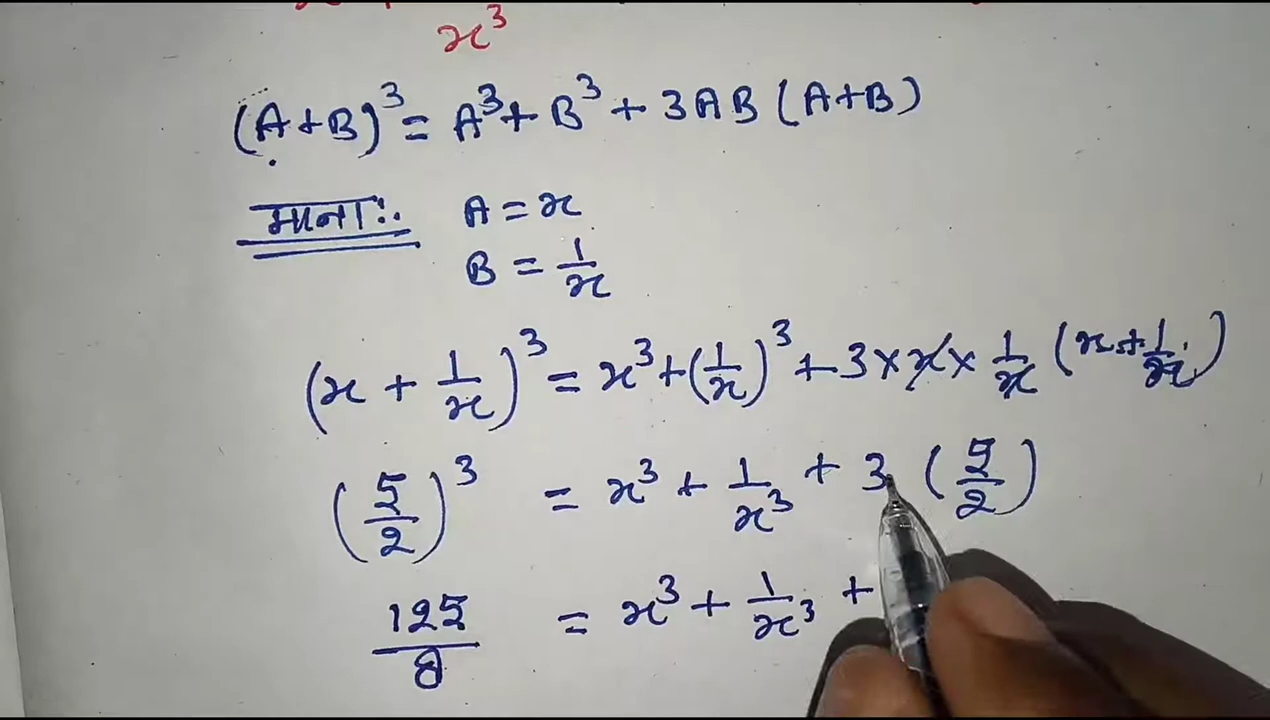 x³
(A+B)³ = A³ + B³ + 3AB (A+B)
माना:. A = x
B = 1/x
(x + 1/x)³ = x³ + (1/x)³ + 3 × x × 1/x (x + 1/x)
(5/2)³ = x³ + 1/x³ + 3 (5/2)
125/8 = x³ + 1/x³ +